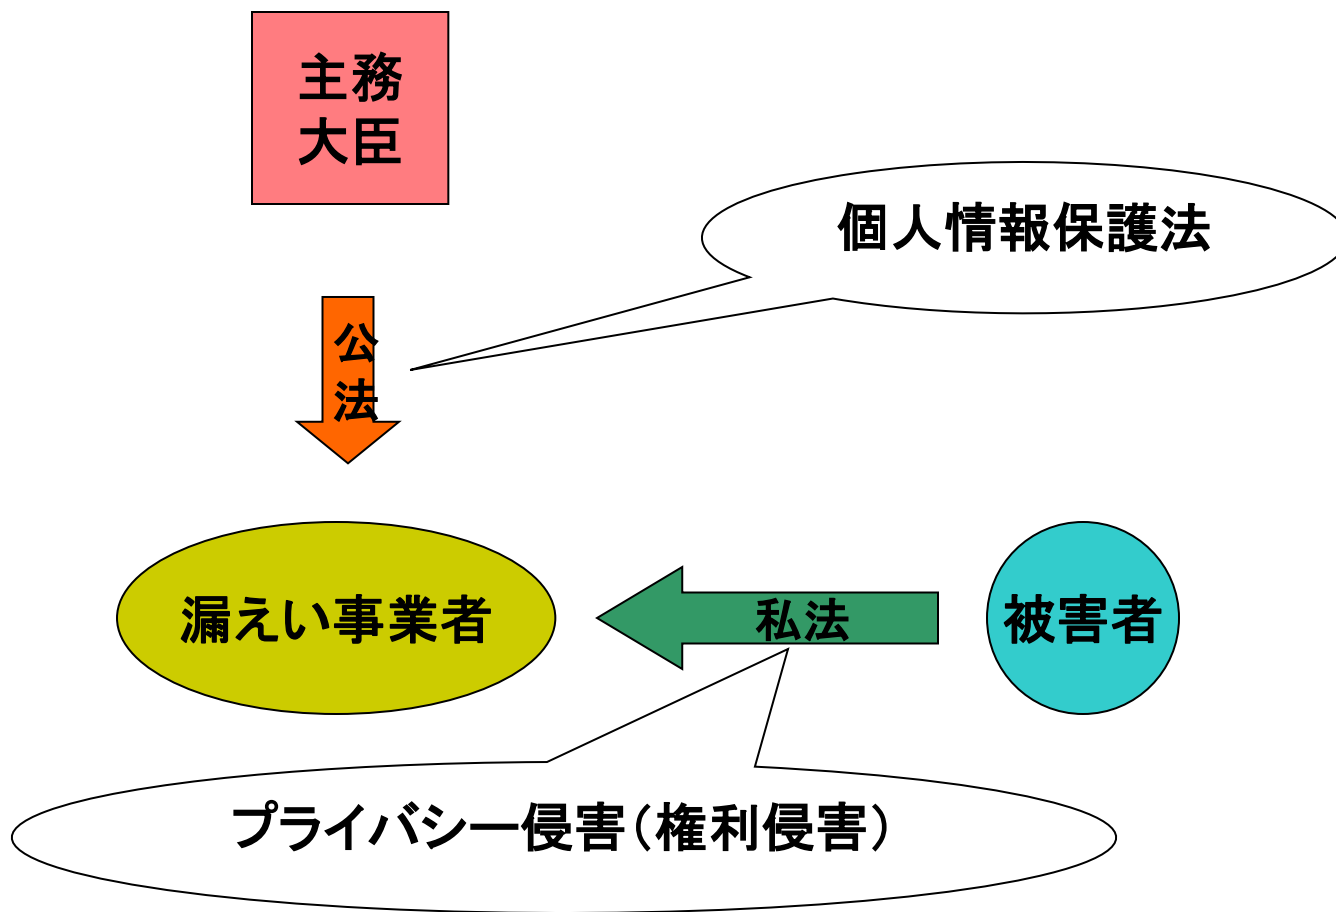 主務
大臣
個人情報保護法
公
法
漏えい事業者
私法
被害者
プライバシー侵害（権利侵害）